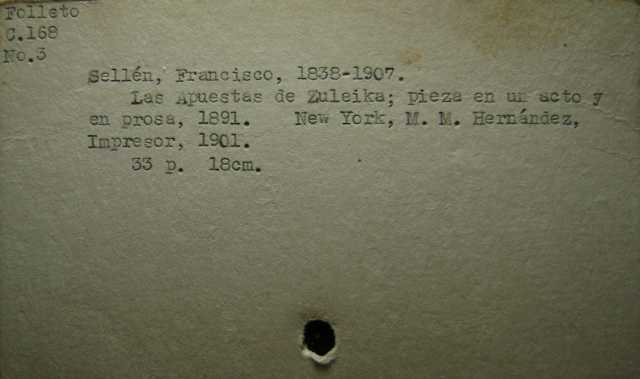 Folleto
C.168
No.3
Sellén, Francisco, 1838-1907.
Las Apuestas de Zuleika; pieza en un acto y
en prosa, 1891. New York, M. M. Hernández,
Impresor, 1901.
33 p. 18cm.